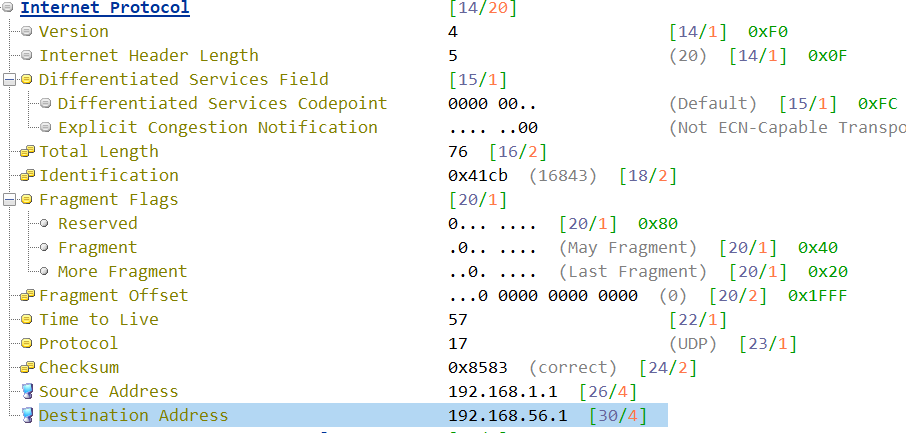 Internet Protocol [14/20]
Version 4 [14/1] 0xF0
Internet Header Length 5 (20) [14/1] 0x0F
Differentiated Services Field [15/1]
Differentiated Services Codepoint 0000 00.. (Default) [15/1] 0xFC
Explicit Congestion Notification .... ..00 (Not ECN-Capable Transpo
Total Length 76 [16/2]
Identification 0x41cb (16843) [18/2]
Fragment Flags [20/1]
Reserved 0... .... [20/1] 0x80
Fragment .0.. .... (May Fragment) [20/1] 0x40
More Fragment ..0. .... (Last Fragment) [20/1] 0x20
Fragment Offset ...0 0000 0000 0000 (0) [20/2] 0x1FFF
Time to Live 57 [22/1]
Protocol 17 (UDP) [23/1]
Checksum 0x8583 (correct) [24/2]
Source Address 192.168.1.1 [26/4]
Destination Address 192.168.56.1 [30/4]